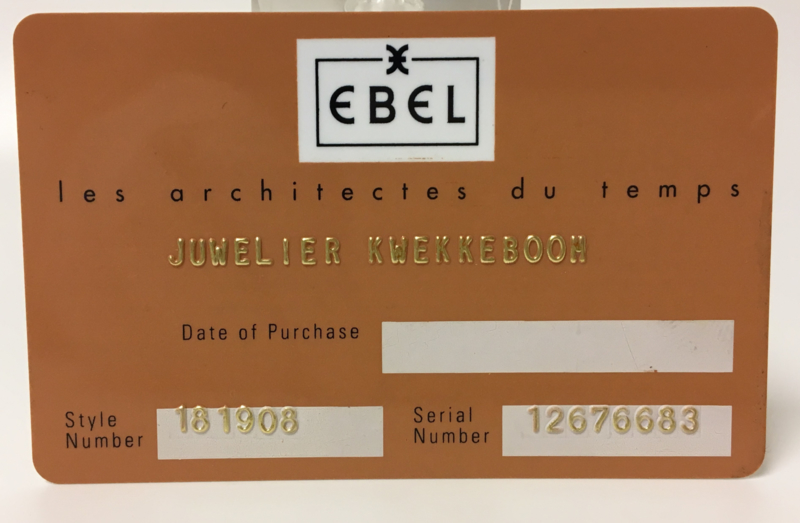 EBEL
les architectes du temps
JUWELIER KWEKKEBOOM
Date of Purchase
Style Number 181908
Serial Number 12676683